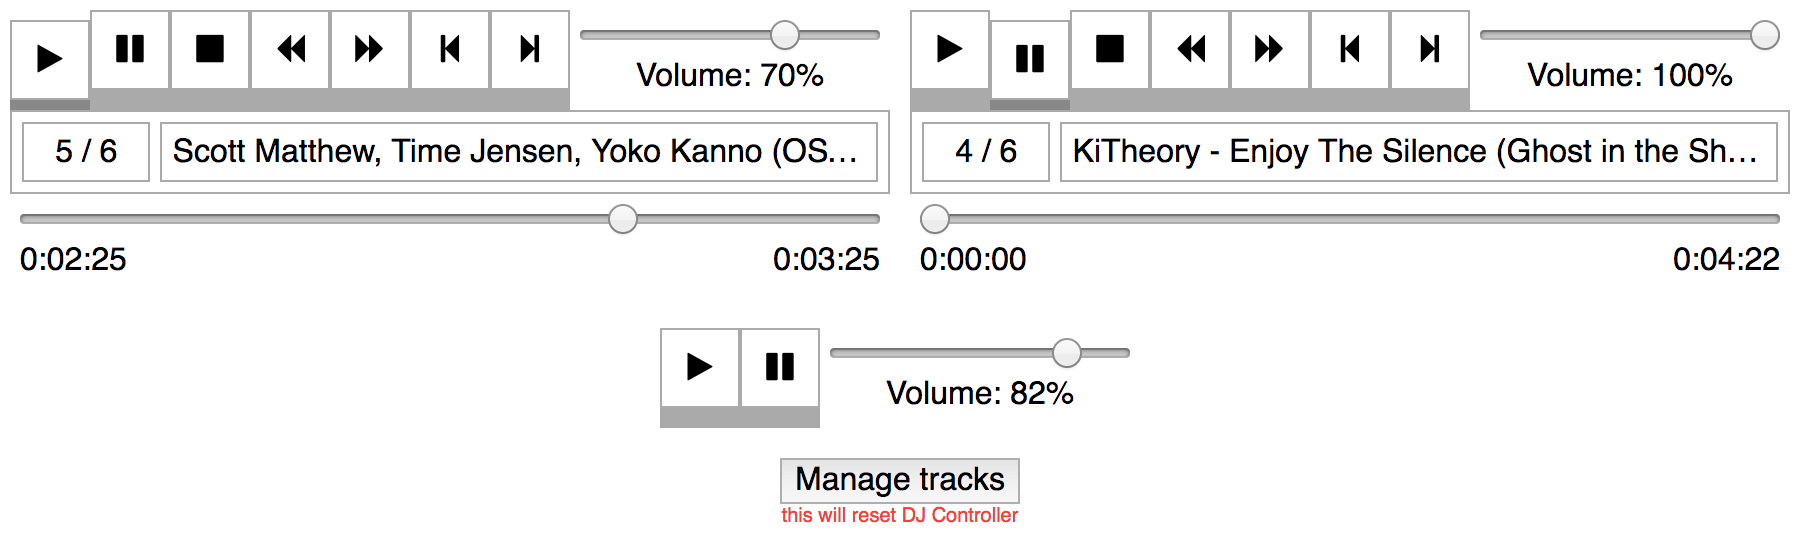 Volume: 70%
5 / 6
Scott Matthew, Time Jensen, Yoko Kanno (OS…
0:02:25
0:03:25
Volume: 100%
4 / 6
KiTheory - Enjoy The Silence (Ghost in the Sh…
0:00:00
0:04:22
Volume: 82%
Manage tracks
this will reset DJ Controller